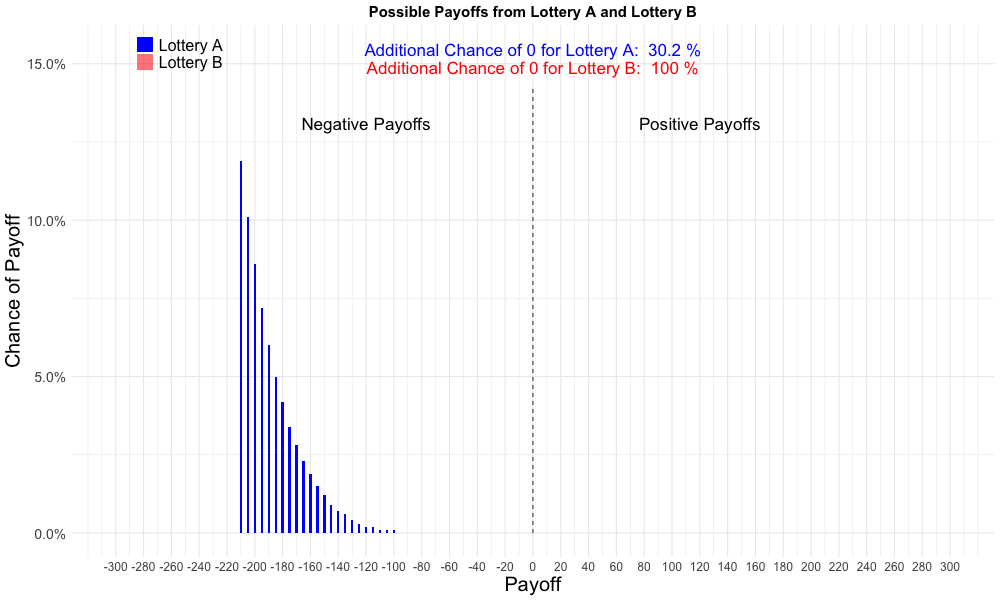 Possible Payoffs from Lottery A and Lottery B
Lottery A
Lottery B
Additional Chance of 0 for Lottery A: 30.2 %
Additional Chance of 0 for Lottery B: 100 %
Negative Payoffs
Positive Payoffs
Chance of Payoff
15.0%
10.0%
5.0%
0.0%
-300 -280 -260 -240 -220 -200 -180 -160 -140 -120 -100 -80 -60 -40 -20 0 20 40 60 80 100 120 140 160 180 200 220 240 260 280 300
Payoff